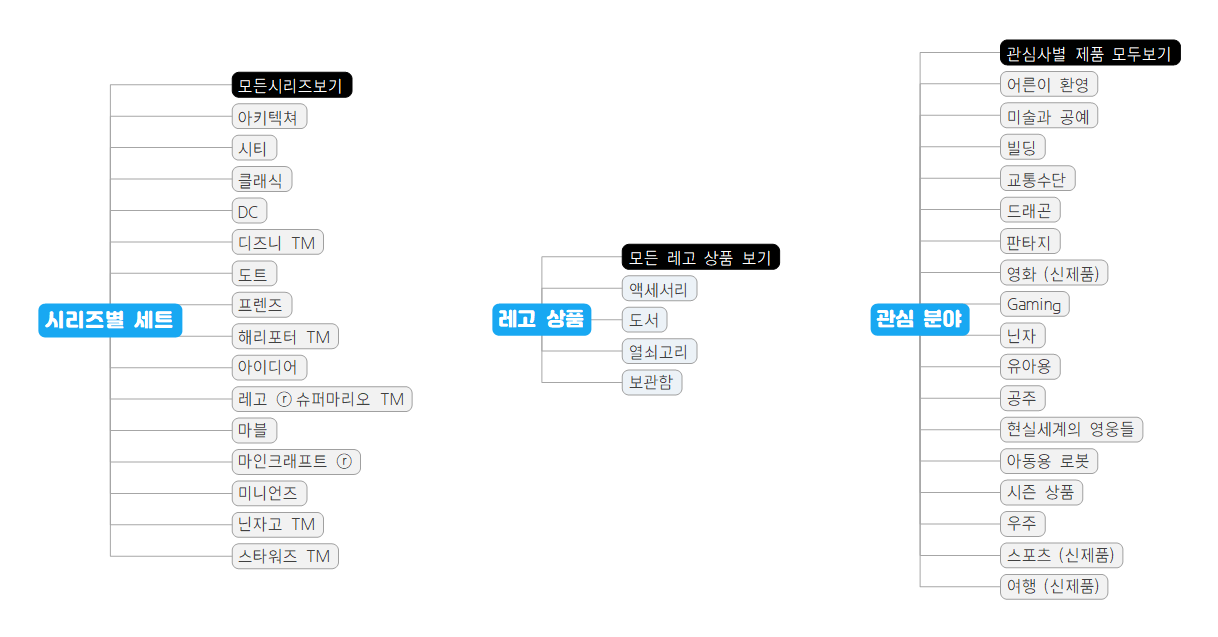 시리즈별 세트
모든시리즈보기
아키텍쳐
시티
클래식
DC
디즈니 TM
도트
프렌즈
해리포터 TM
아이디어
레고 ⓡ슈퍼마리오 TM
마블
마인크래프트 ⓡ
미니언즈
닌자고 TM
스타워즈 TM
레고 상품
모든 레고 상품 보기
액세서리
도서
열쇠고리
보관함
관심 분야
관심사별 제품 모두보기
어른이 환영
미술과 공예
빌딩
교통수단
드래곤
판타지
영화 (신제품)
Gaming
닌자
유아용
공주
현실세계의 영웅들
아동용 로봇
시즌 상품
우주
스포츠 (신제품)
여행 (신제품)